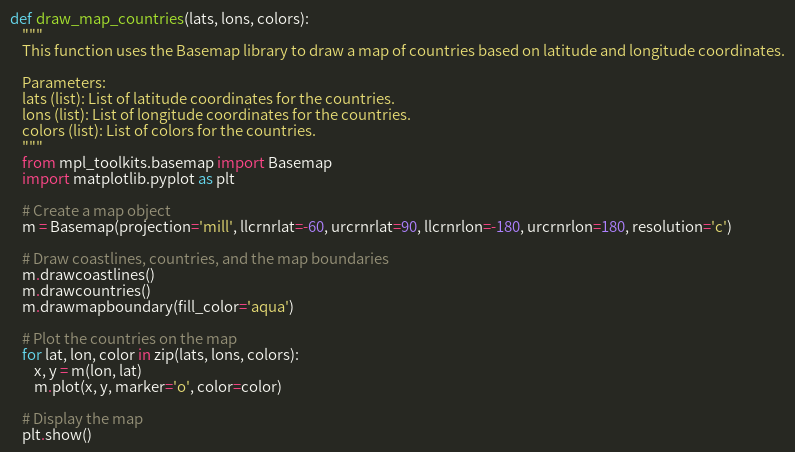 def draw_map_countries(lats, lons, colors):
    """
    This function uses the Basemap library to draw a map of countries based on latitude and longitude coordinates.

    Parameters:
    lats (list): List of latitude coordinates for the countries.
    lons (list): List of longitude coordinates for the countries.
    colors (list): List of colors for the countries.
    """
    from mpl_toolkits.basemap import Basemap
    import matplotlib.pyplot as plt

    # Create a map object
    m = Basemap(projection='mill', llcrnrlat=-60, urcrnrlat=90, llcrnrlon=-180, urcrnrlon=180, resolution='c')

    # Draw coastlines, countries, and the map boundaries
    m.drawcoastlines()
    m.drawcountries()
    m.drawmapboundary(fill_color='aqua')

    # Plot the countries on the map
    for lat, lon, color in zip(lats, lons, colors):
        x, y = m(lon, lat)
        m.plot(x, y, marker='o', color=color)

    # Display the map
    plt.show()